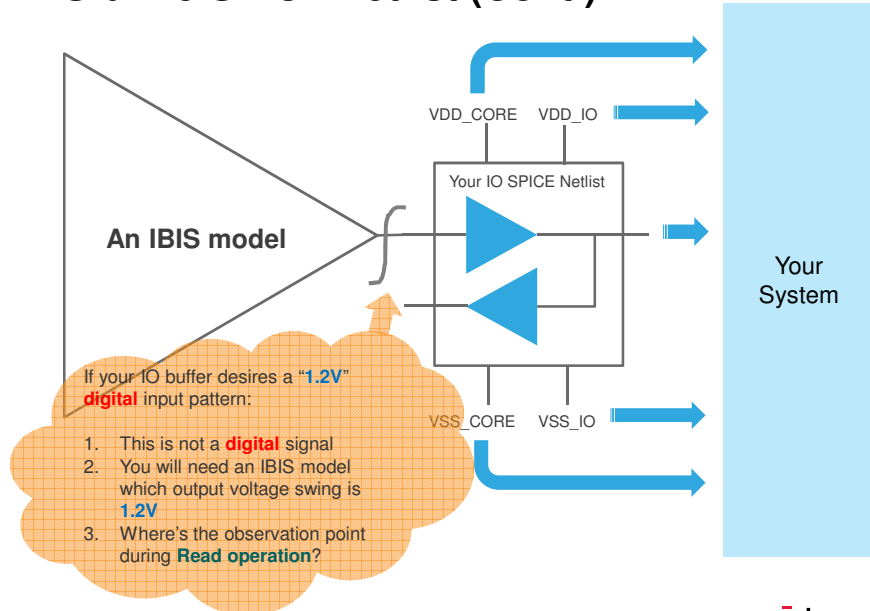 VDD_CORE VDD_IO
Your IO SPICE Netlist
An IBIS model
Your
System
If your IO buffer desires a “1.2V”
digital input pattern:
1. This is not a digital signal
2. You will need an IBIS model
which output voltage swing is
1.2V
3. Where's the observation point
during Read operation?
VSS_CORE VSS_IO